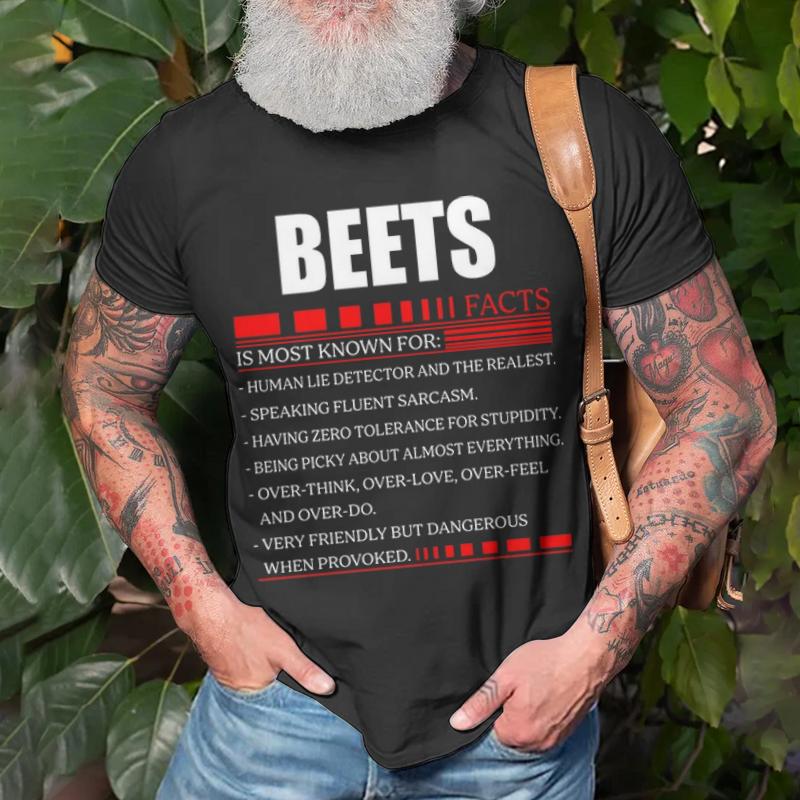 BEETS
FACTS
IS MOST KNOWN FOR:
- HUMAN LIE DETECTOR AND THE REALEST.
- SPEAKING FLUENT SARCASM.
- HAVING ZERO TOLERANCE FOR STUPIDITY.
- BEING PICKY ABOUT ALMOST EVERYTHING.
- OVER-THINK, OVER-LOVE, OVER-FEEL
AND OVER-DO.
- VERY FRIENDLY BUT DANGEROUS
WHEN PROVOKED.
Estuardo